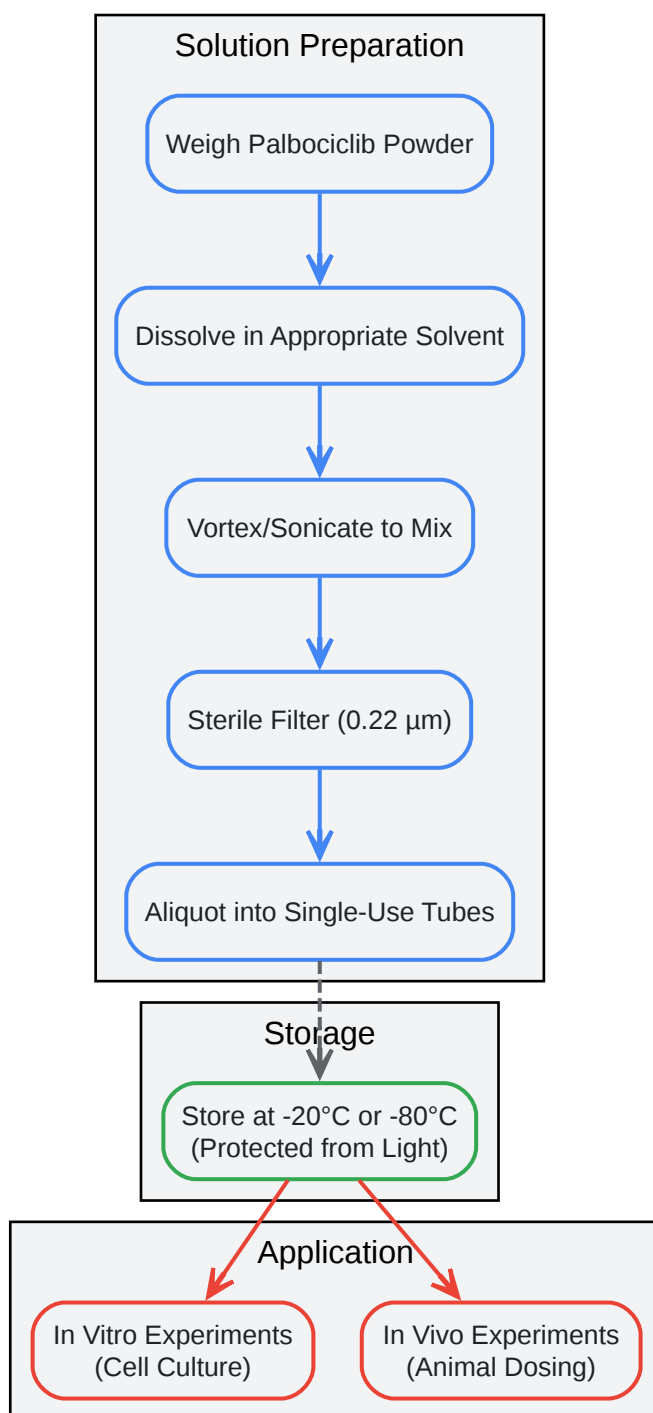 Solution Preparation
Weigh Palbociclib Powder
Dissolve in Appropriate Solvent
Vortex/Sonicate to Mix
Sterile Filter (0.22 µm)
Aliquot into Single-Use Tubes
Storage
Store at -20°C or -80°C
(Protected from Light)
Application
In Vitro Experiments
(Cell Culture)
In Vivo Experiments
(Animal Dosing)